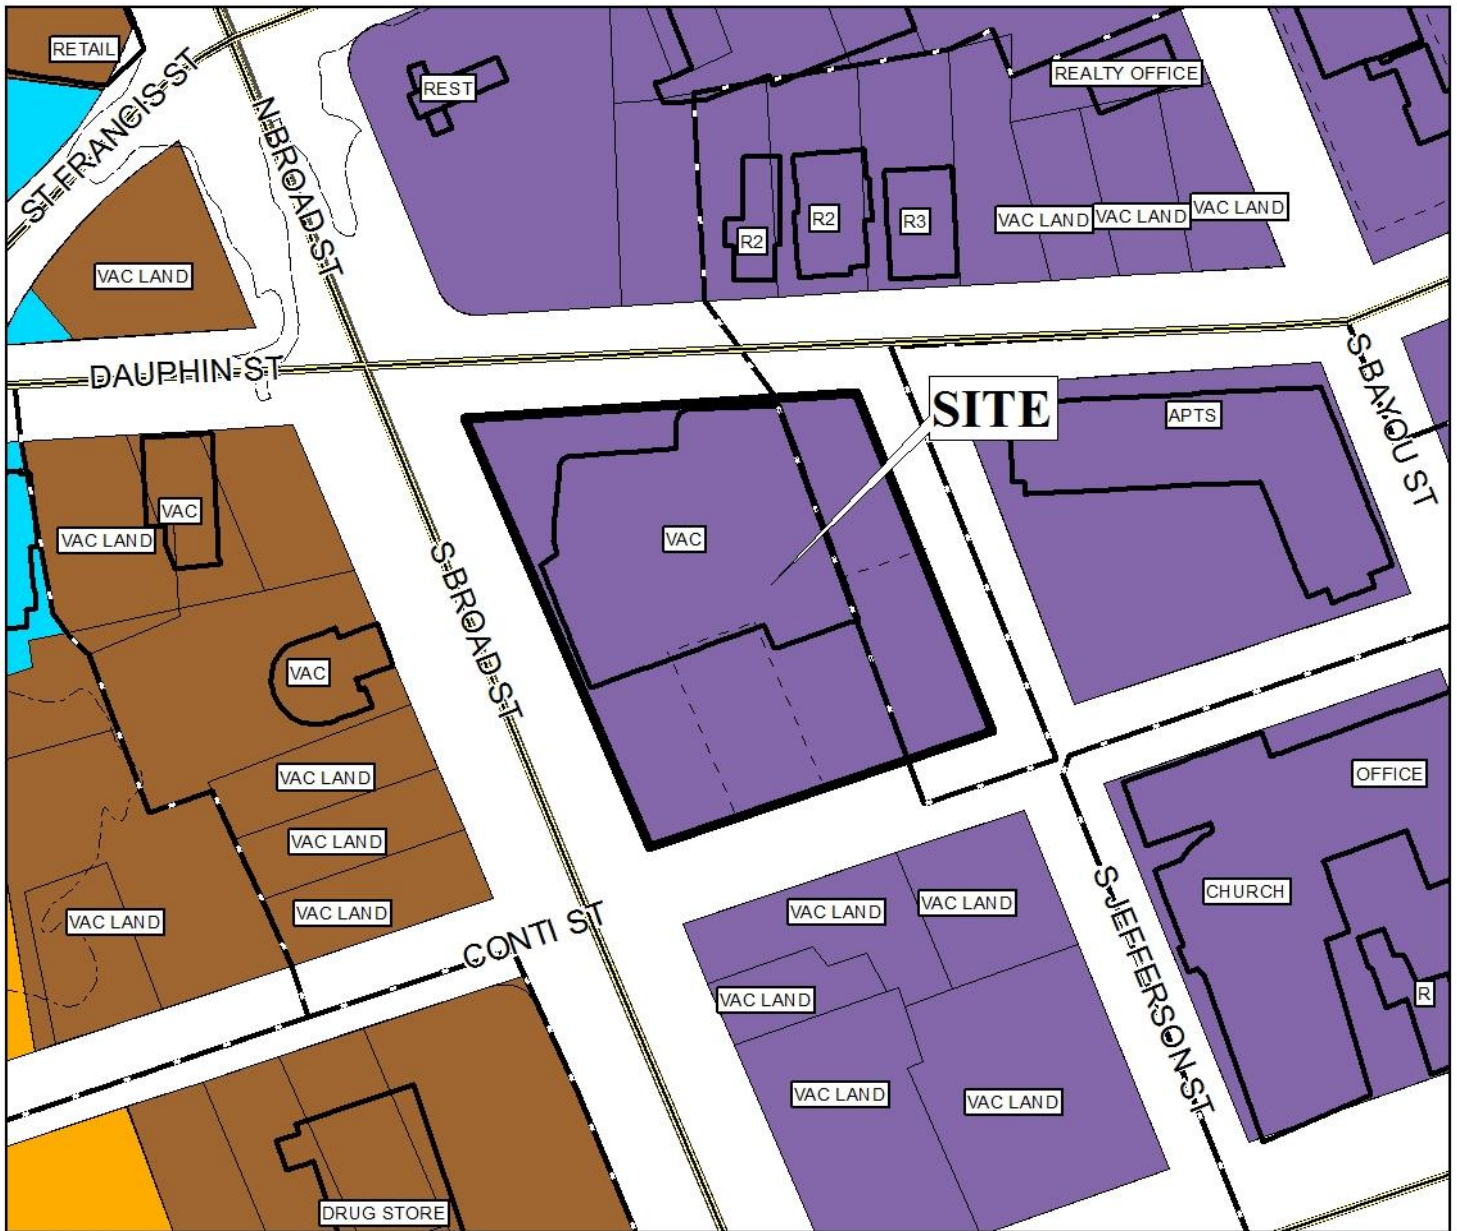 RETAIL
REST
REALTY OFFICE
ST FRANCIS ST
N BROAD ST
R2
R2
R3
VAC LAND
VAC LAND
VAC LAND
VAC LAND
DAUPHIN ST
SITE
APTS
S BAYOU ST
VAC
VAC LAND
VAC
S BROAD ST
VAC
VAC LAND
VAC LAND
VAC LAND
VAC LAND
OFFICE
CHURCH
VAC LAND
VAC LAND
CONTI ST
VAC LAND
R
S JEFFERSON ST
VAC LAND
VAC LAND
DRUG STORE